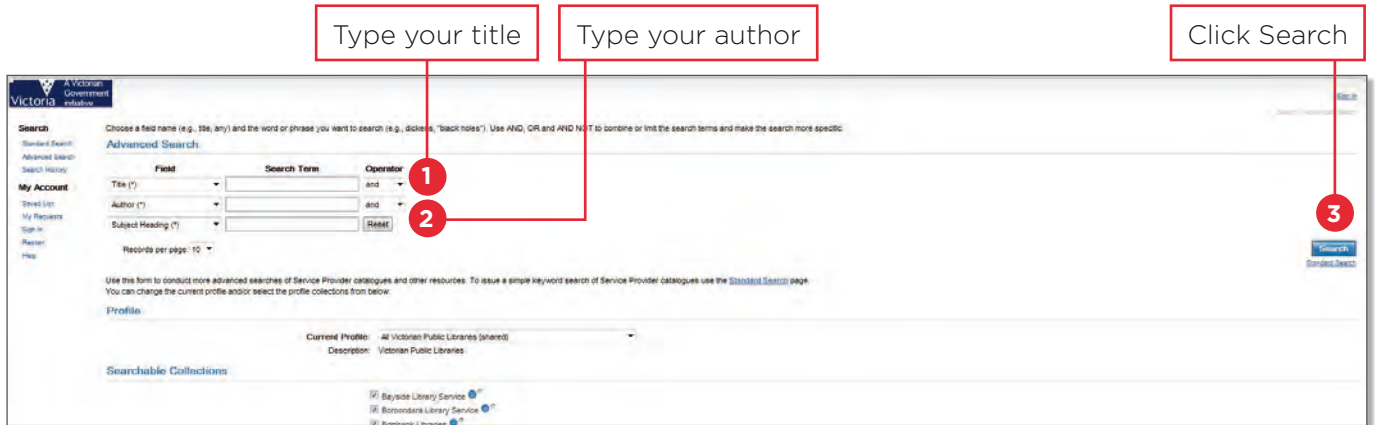 Type your title
Type your author
Click Search
A Victorian
Government
initiative
Victoria
Sign In
Search
Choose a field name (e.g., title, any) and the word or phrase you want to search (e.g., dickens, "black holes"). Use AND, OR and AND NOT to combine or limit the search terms and make the search more specific.
Standard Search
Advanced Search
Advanced Search
Search History
Field Search Term Operator
1
My Account
Title (*) and
Saved List
Author (*) and
2
3
My Requests
Subject Heading (*) Reset
Sign In
Restart
Records per page: 10
Search
Help
Standard Search
Use this form to conduct more advanced searches of Service Provider catalogues and other resources. To issue a simple keyword search of Service Provider catalogues use the Standard Search page.
You can change the current profile and/or select the profile collections from below.
Profile
Current Profile: All Victorian Public Libraries (shared)
Description: Victorian Public Libraries
Searchable Collections
Bayside Library Service
Boroondara Library Service
Brimbank Libraries